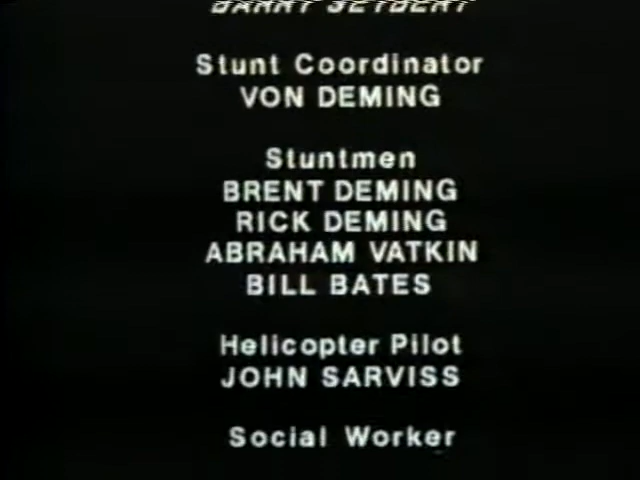 Stunt Coordinator
VON DEMING
Stuntmen
BRENT DEMING
RICK DEMING
ABRAHAM VATKIN
BILL BATES
Helicopter Pilot
JOHN SARVISS
Social Worker